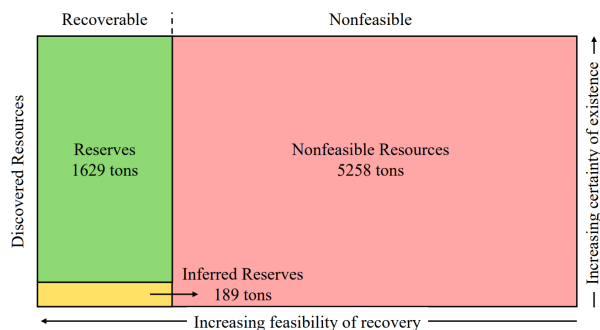 Recoverable
Nonfeasible
Discovered Resources
Reserves
1629 tons
Nonfeasible Resources
5258 tons
Inferred Reserves
189 tons
Increasing certainty of existence
Increasing feasibility of recovery